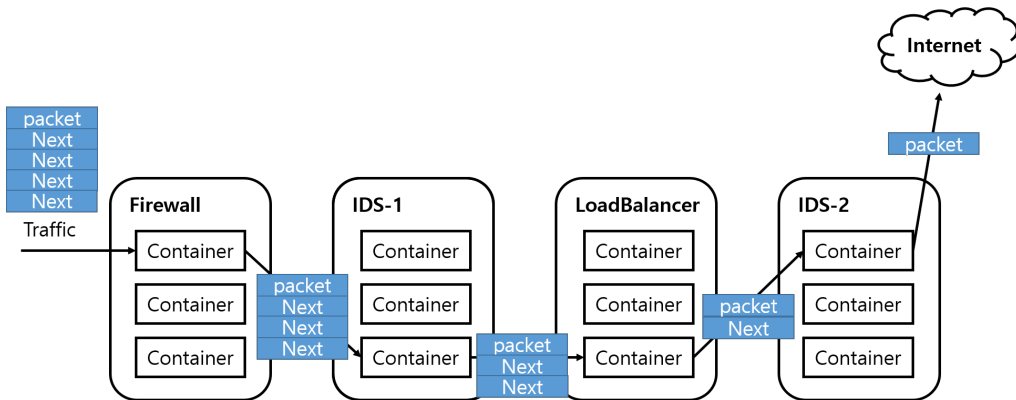 Internet
packet
packet
Next
Next
Next
Next
Traffic
Firewall
Container
Container
Container
packet
Next
Next
Next
IDS-1
Container
Container
Container
packet
Next
Next
LoadBalancer
Container
Container
Container
packet
Next
IDS-2
Container
Container
Container